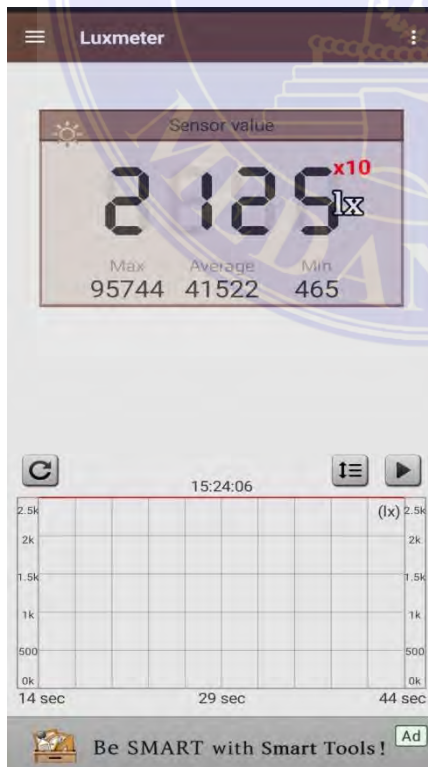 Luxmeter
Sensor value
2125 x10 lx
Max Average Min
95744 41522 465
15:24:06
(lx)
2.5k 2.5k
2k 2k
1.5k 1.5k
1k 1k
500 500
0k 0k
14 sec 29 sec 44 sec
Be SMART with Smart Tools!
Ad
MEDAN